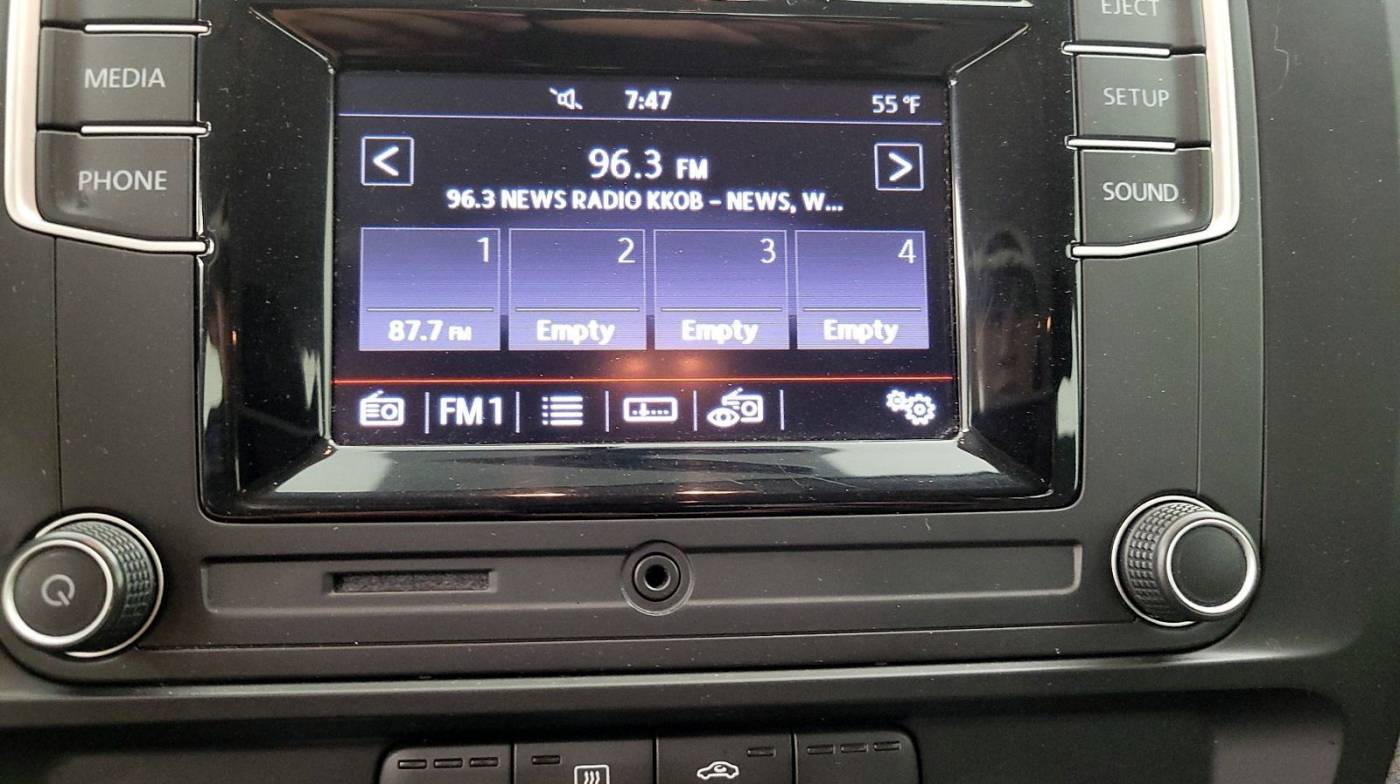 EJECT
MEDIA
SETUP
PHONE
SOUND
7:47
55 °F
<
96.3 FM
>
96.3 NEWS RADIO KKOB - NEWS, W...
1
2
3
4
87.7 FM
Empty
Empty
Empty
FM1